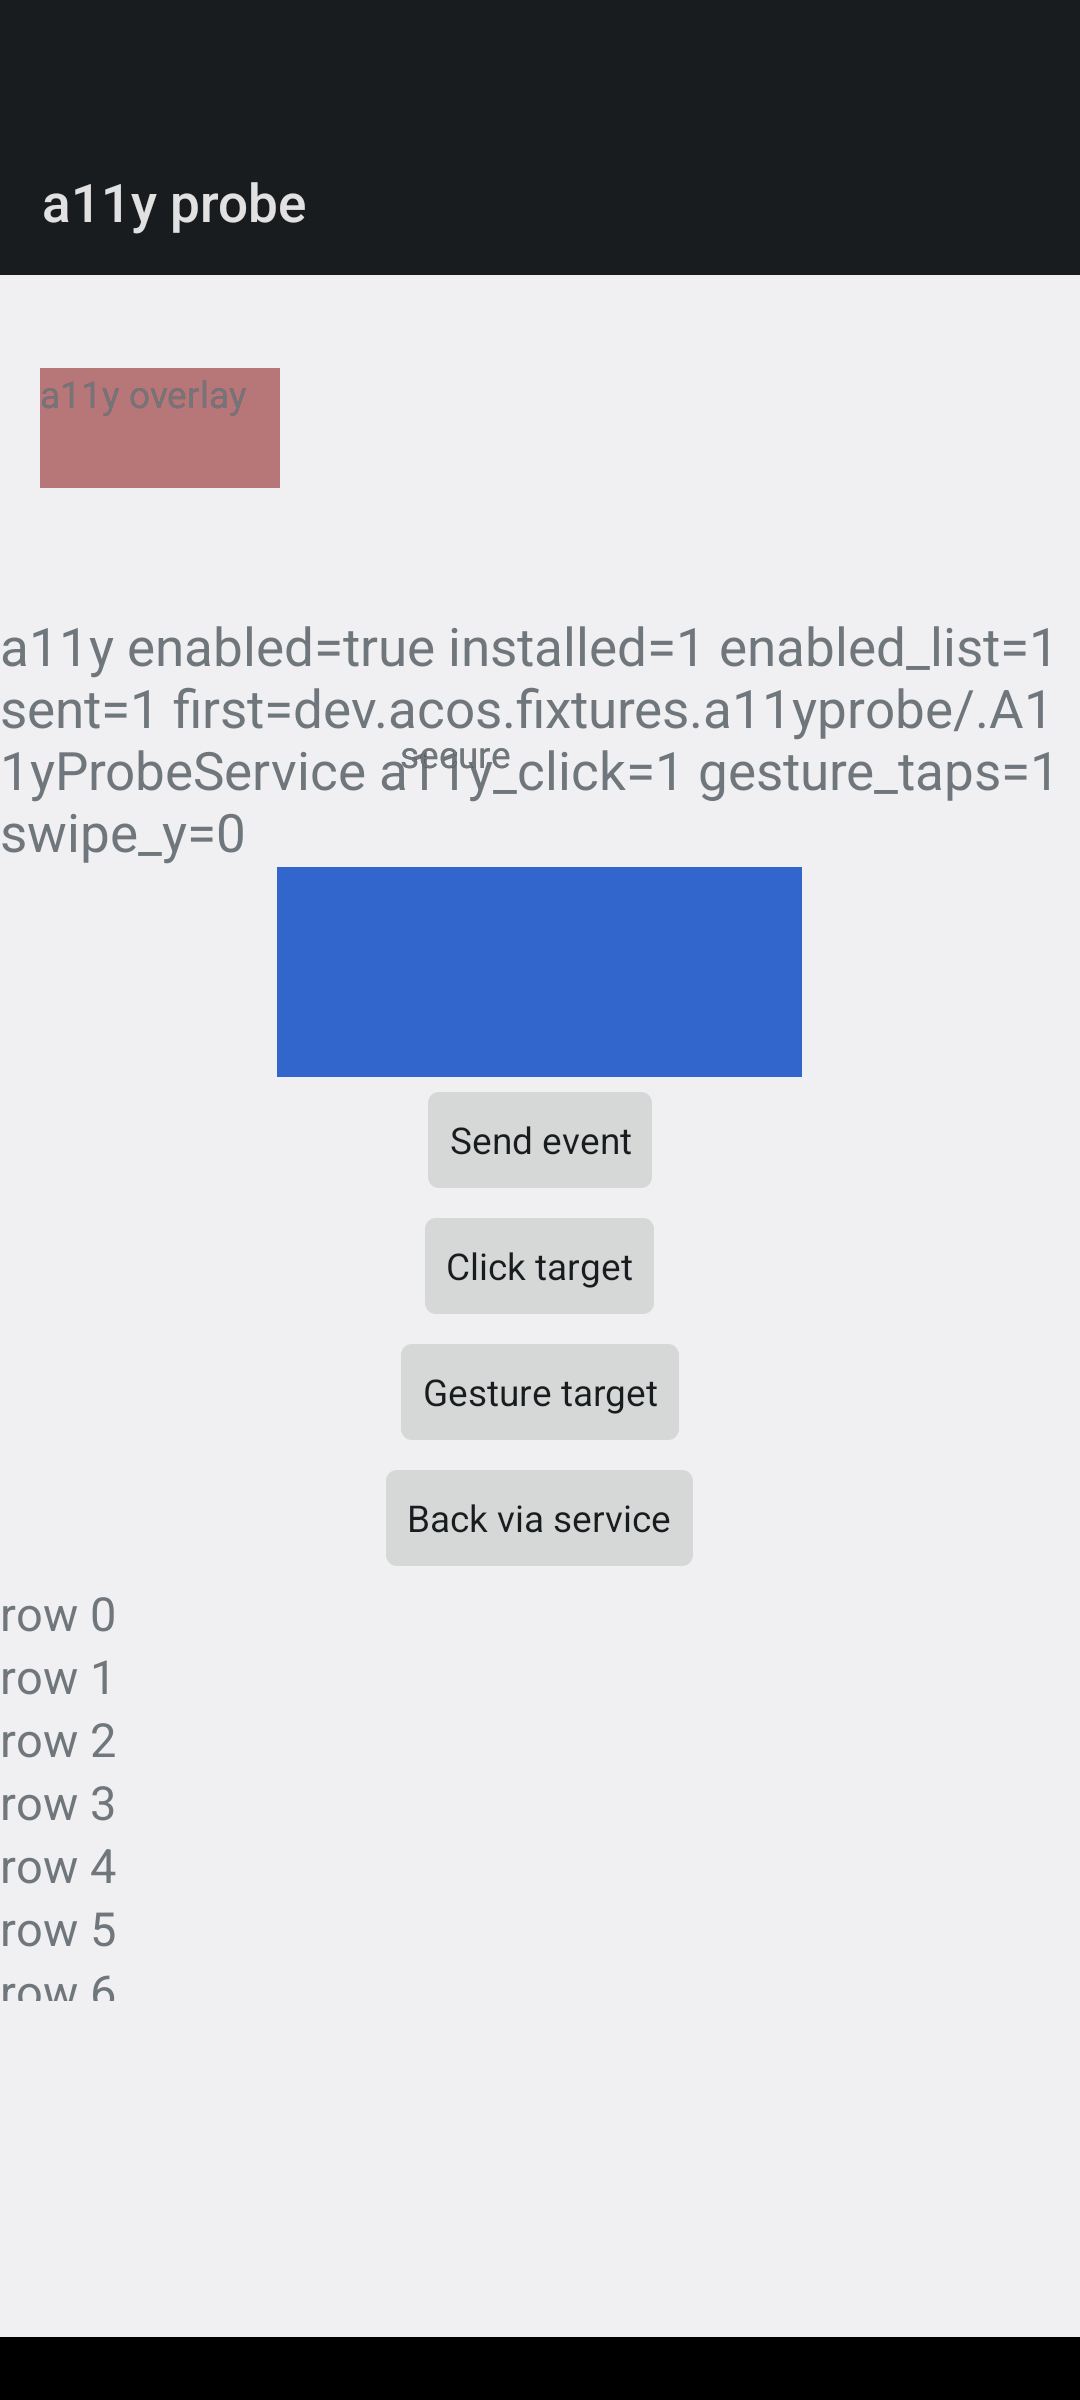 a11y probe
a11y overlay
a11y enabled=true installed=1 enabled_list=1
sent=1 first=dev.acos.fixtures.a11yprobe/.A1
secure
1yProbeService a11y_click=1 gesture_taps=1
swipe_y=0
Send event
Click target
Gesture target
Back via service
row 0
row 1
row 2
row 3
row 4
row 5
row 6